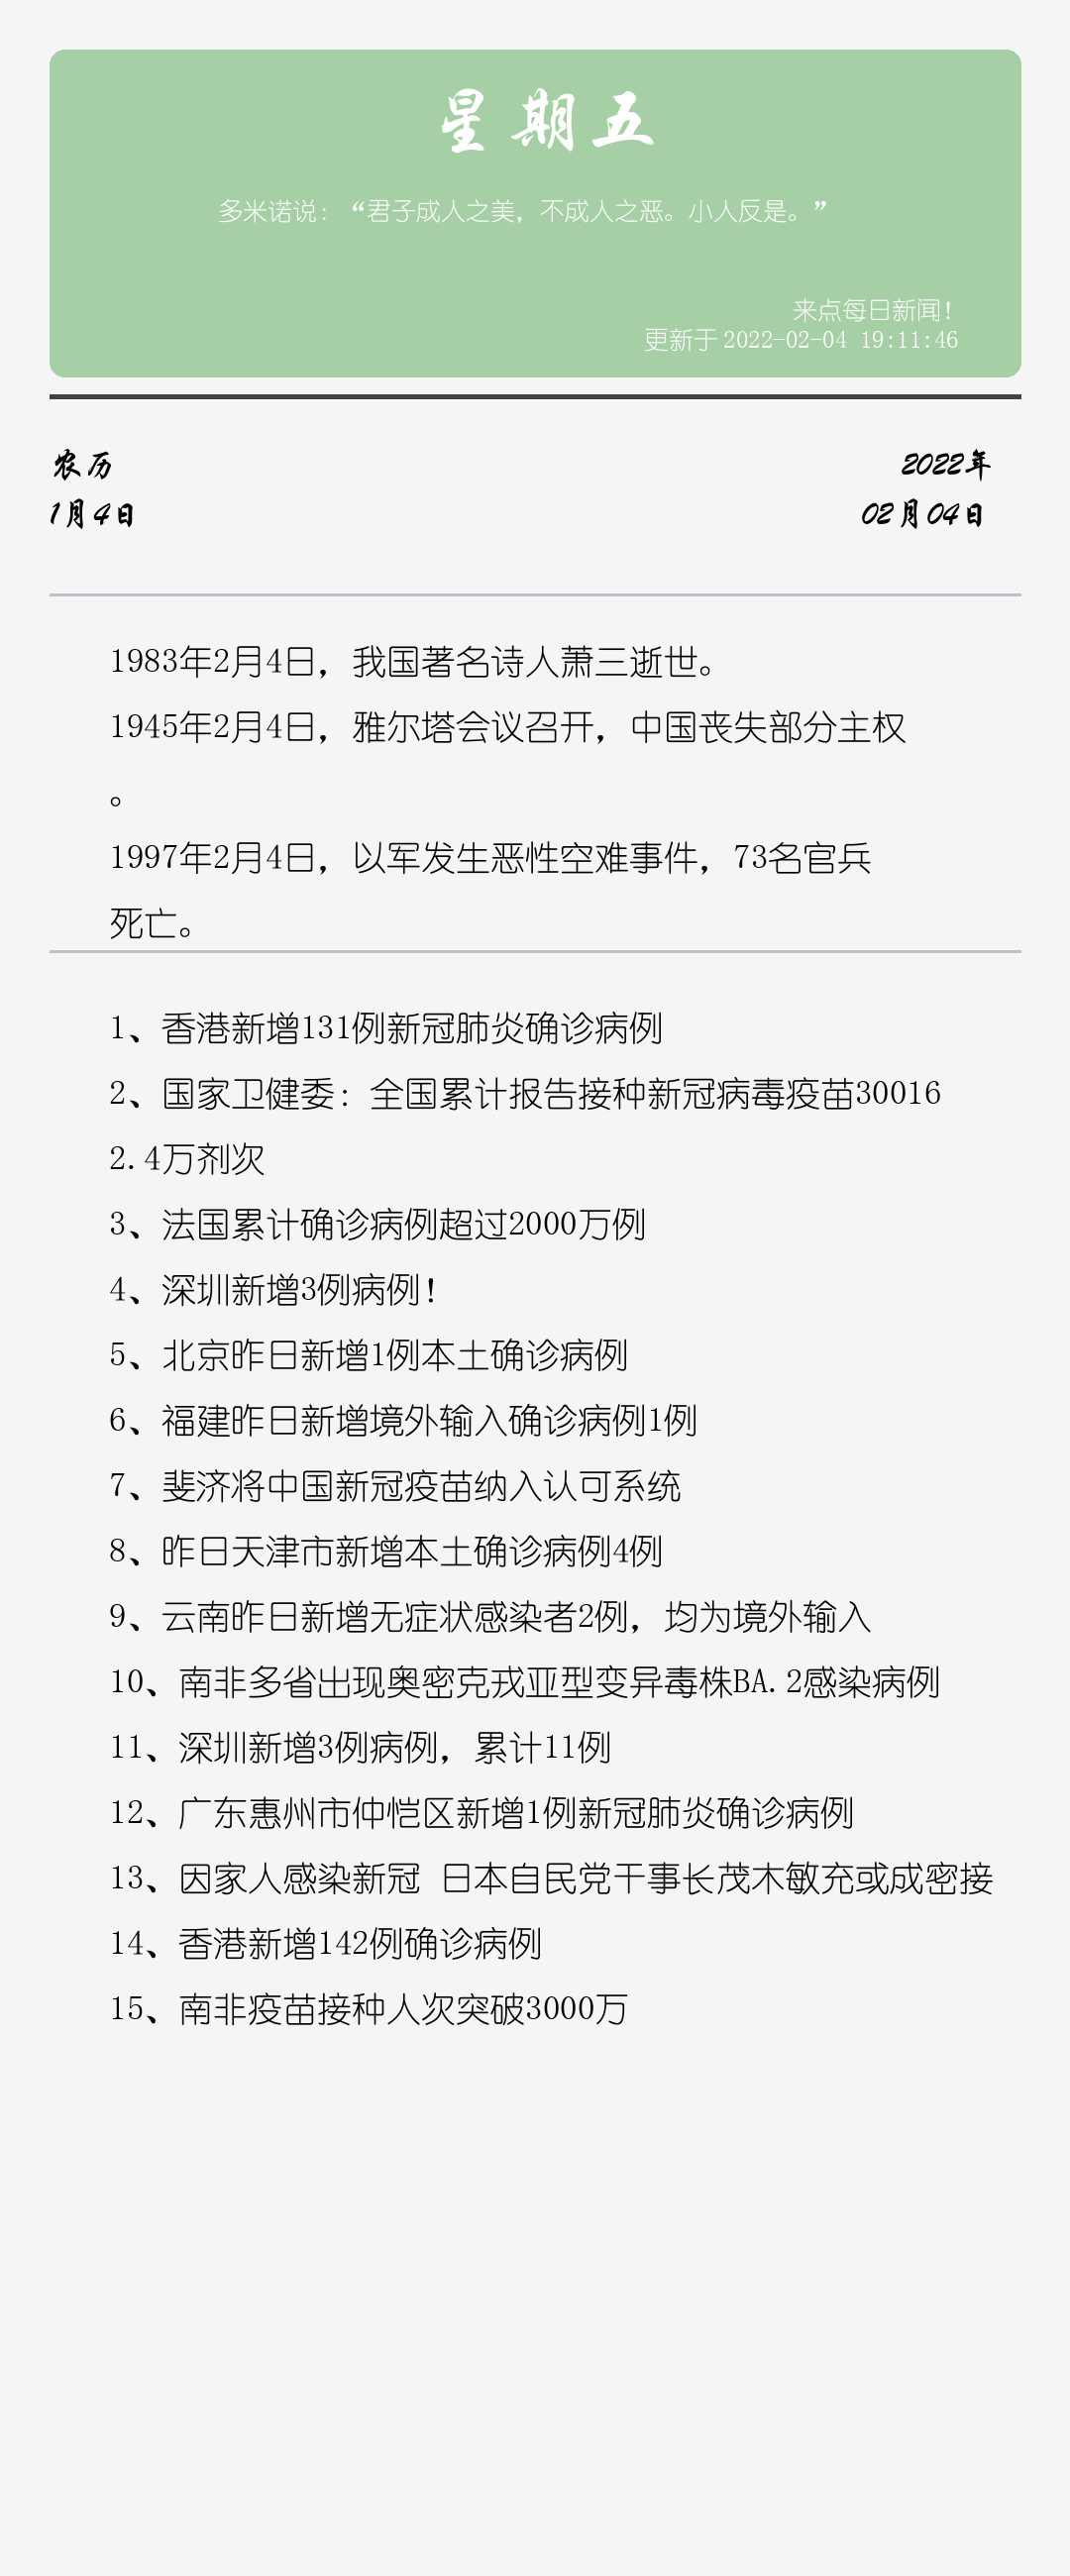 星期五
多米诺说：“君子成人之美，不成人之恶。小人反是。”
来点每日新闻！
更新于 2022-02-04 19:11:46
农历
2022年
1月4日
02月04日
1983年2月4日，我国著名诗人萧三逝世。
1945年2月4日，雅尔塔会议召开，中国丧失部分主权
。
1997年2月4日，以军发生恶性空难事件，73名官兵
死亡。
1、香港新增131例新冠肺炎确诊病例
2、国家卫健委：全国累计报告接种新冠病毒疫苗30016
2.4万剂次
3、法国累计确诊病例超过2000万例
4、深圳新增3例病例！
5、北京昨日新增1例本土确诊病例
6、福建昨日新增境外输入确诊病例1例
7、斐济将中国新冠疫苗纳入认可系统
8、昨日天津市新增本土确诊病例4例
9、云南昨日新增无症状感染者2例，均为境外输入
10、南非多省出现奥密克戎亚型变异毒株BA.2感染病例
11、深圳新增3例病例，累计11例
12、广东惠州市仲恺区新增1例新冠肺炎确诊病例
13、因家人感染新冠 日本自民党干事长茂木敏充或成密接
14、香港新增142例确诊病例
15、南非疫苗接种人次突破3000万